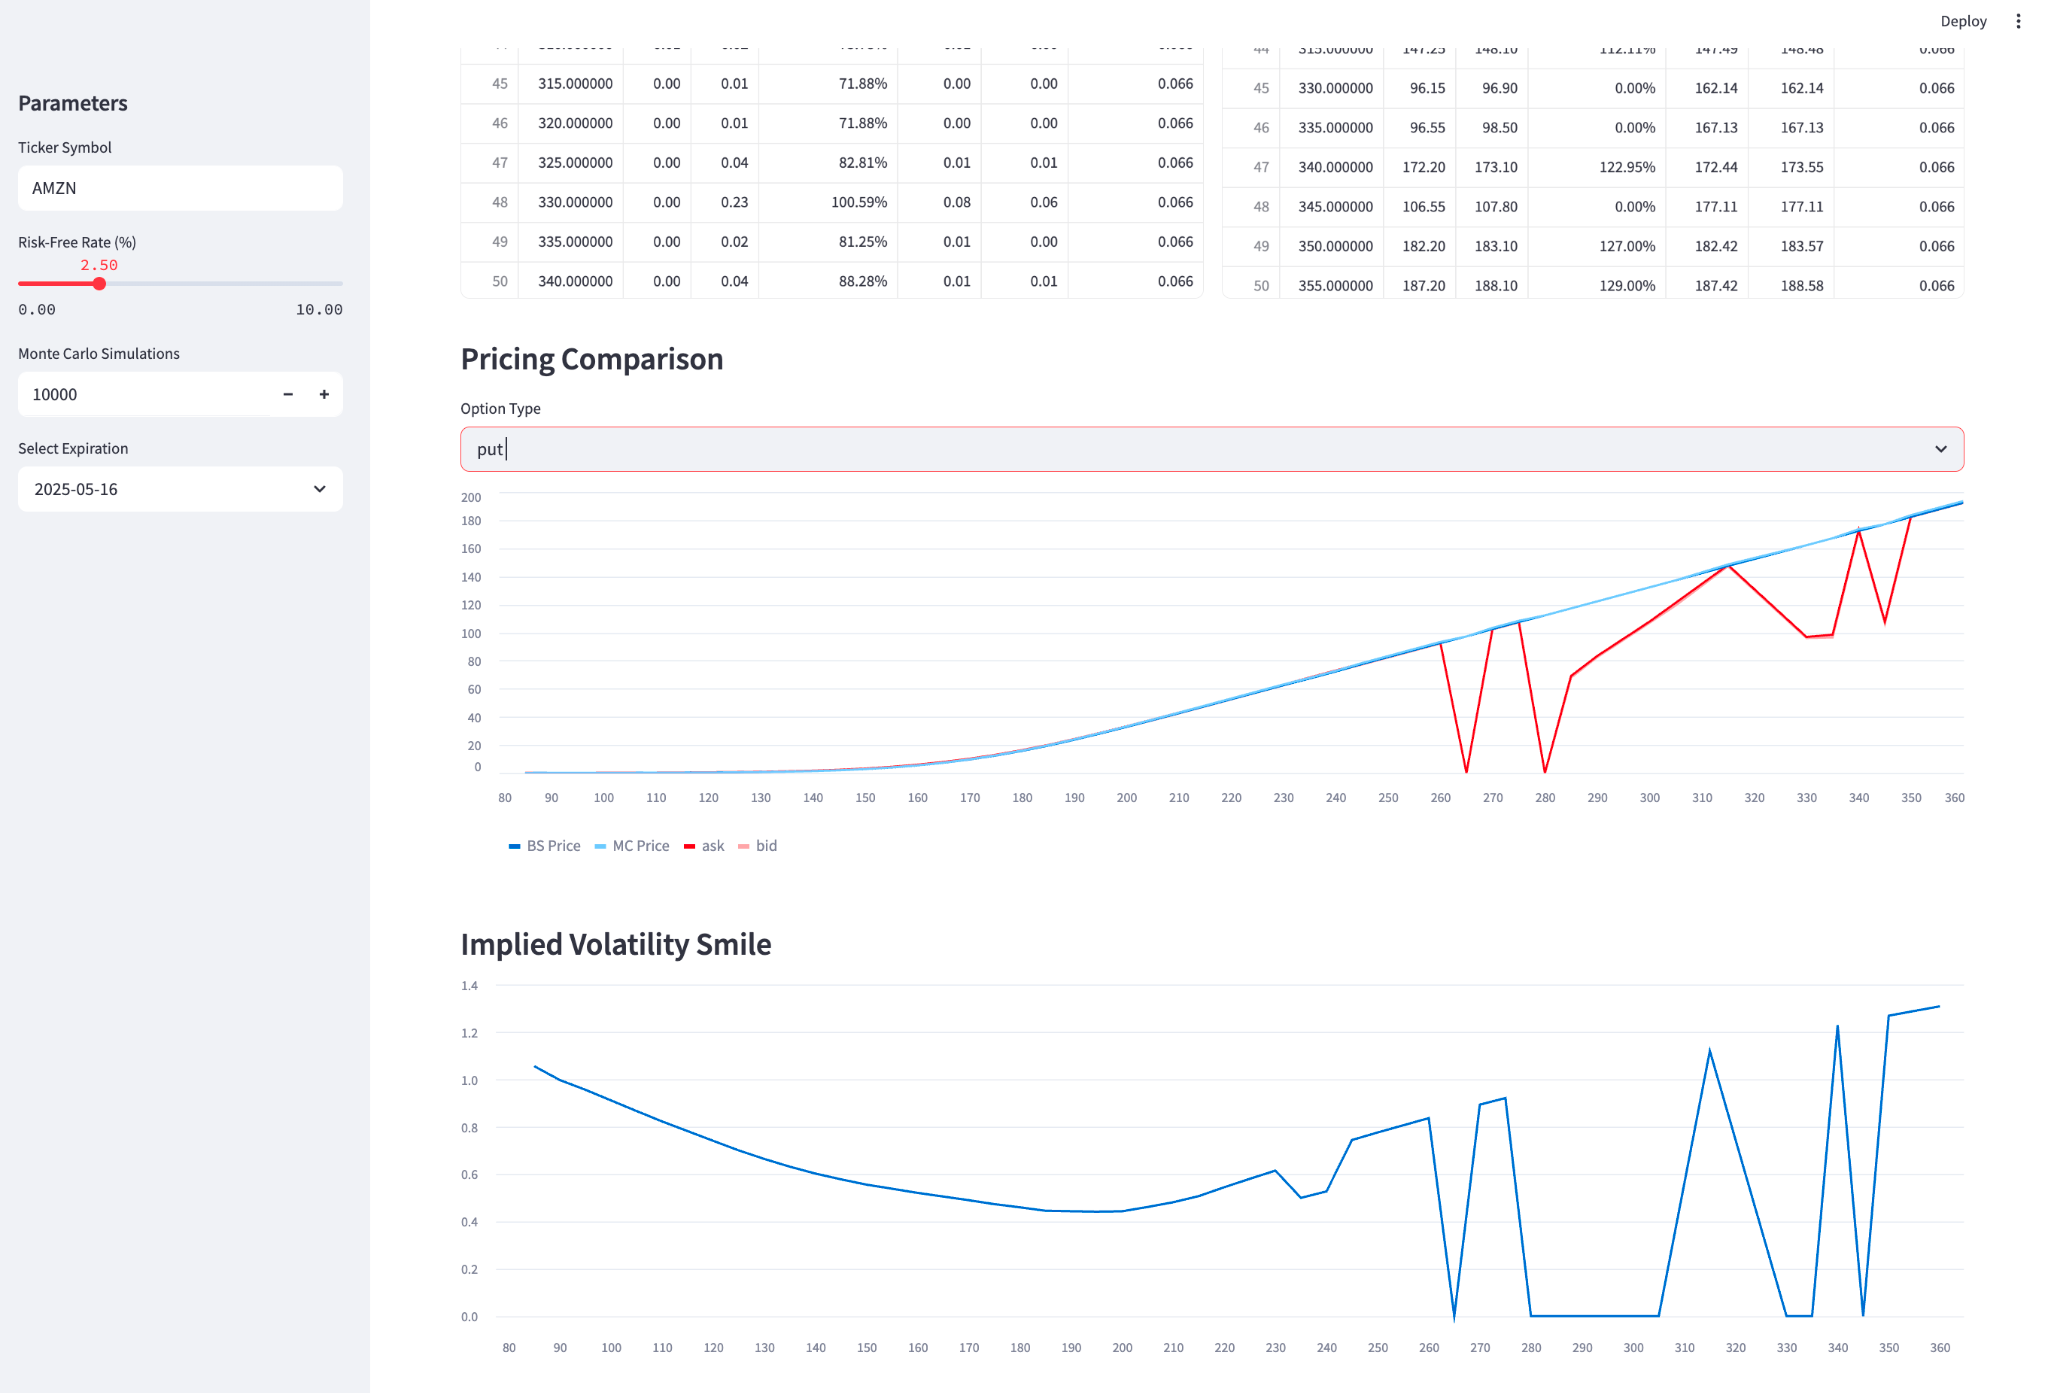 Deploy
Parameters
Ticker Symbol
AMZN
Risk-Free Rate (%)
2.50
0.00 10.00
Monte Carlo Simulations
10000 − +
Select Expiration
2025-05-16
45 315.000000 0.00 0.01 71.88% 0.00 0.00 0.066
46 320.000000 0.00 0.01 71.88% 0.00 0.00 0.066
47 325.000000 0.00 0.04 82.81% 0.01 0.01 0.066
48 330.000000 0.00 0.23 100.59% 0.08 0.06 0.066
49 335.000000 0.00 0.02 81.25% 0.01 0.00 0.066
50 340.000000 0.00 0.04 88.28% 0.01 0.01 0.066
44 315.000000 147.25 148.10 112.11% 147.49 148.48 0.066
45 330.000000 96.15 96.90 0.00% 162.14 162.14 0.066
46 335.000000 96.55 98.50 0.00% 167.13 167.13 0.066
47 340.000000 172.20 173.10 122.95% 172.44 173.55 0.066
48 345.000000 106.55 107.80 0.00% 177.11 177.11 0.066
49 350.000000 182.20 183.10 127.00% 182.42 183.57 0.066
50 355.000000 187.20 188.10 129.00% 187.42 188.58 0.066
Pricing Comparison
Option Type
put
200
180
160
140
120
100
80
60
40
20
0
80 90 100 110 120 130 140 150 160 170 180 190 200 210 220 230 240 250 260 270 280 290 300 310 320 330 340 350 360
BS Price MC Price ask bid
Implied Volatility Smile
1.4
1.2
1.0
0.8
0.6
0.4
0.2
0.0
80 90 100 110 120 130 140 150 160 170 180 190 200 210 220 230 240 250 260 270 280 290 300 310 320 330 340 350 360